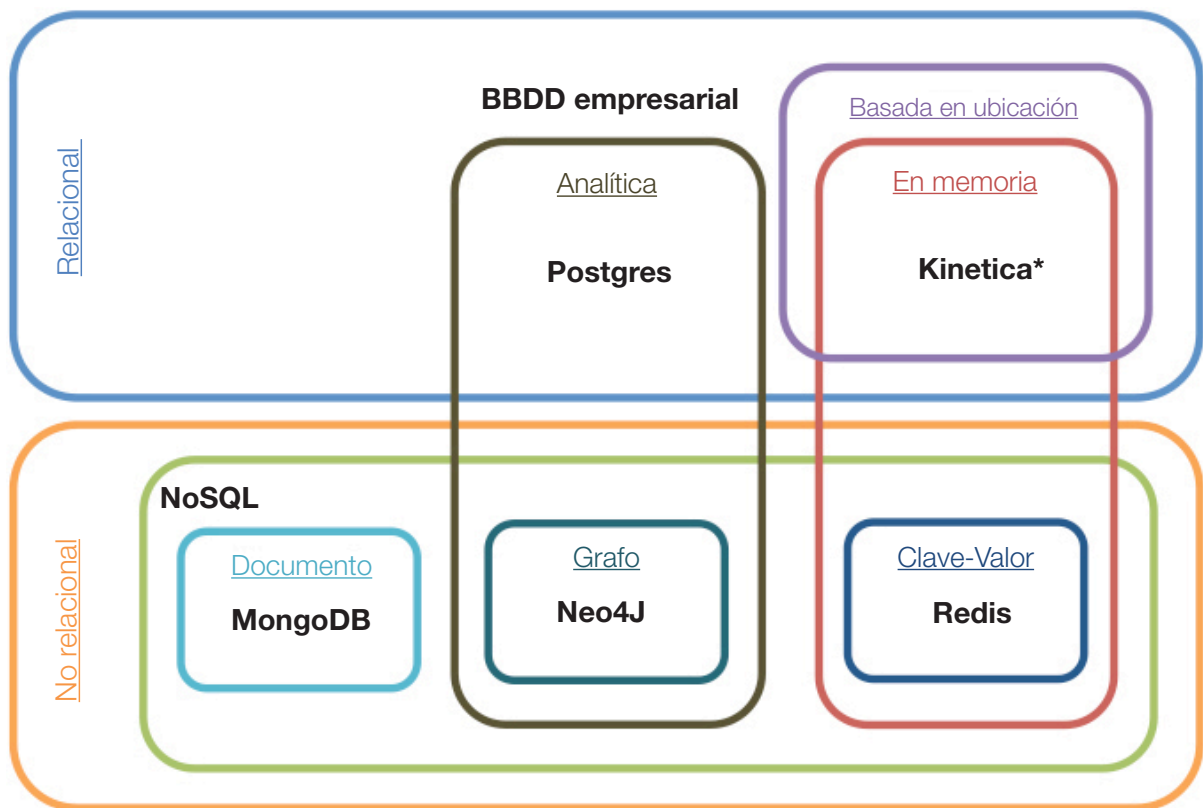 Relacional
BBDD empresarial
Basada en ubicación
Analítica
En memoria
Postgres
Kinetica*
No relacional
NoSQL
Documento
MongoDB
Grafo
Neo4J
Clave-Valor
Redis